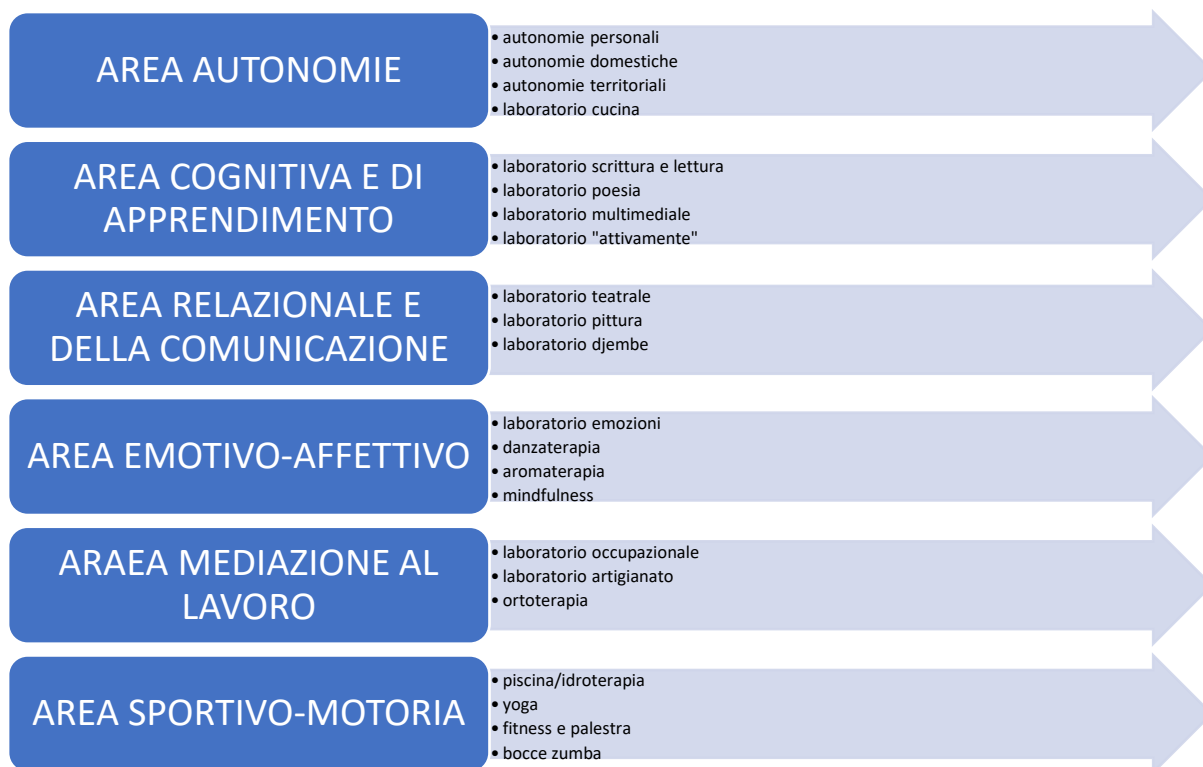 AREA AUTONOMIE
• autonomie personali
• autonomie domestiche
• autonomie territoriali
• laboratorio cucina
AREA COGNITIVA E DI
APPRENDIMENTO
• laboratorio scrittura e lettura
• laboratorio poesia
• laboratorio multimediale
• laboratorio "attivamente"
AREA RELAZIONALE E
DELLA COMUNICAZIONE
• laboratorio teatrale
• laboratorio pittura
• laboratorio djembe
AREA EMOTIVO-AFFETTIVO
• laboratorio emozioni
• danzaterapia
• aromaterapia
• mindfulness
ARAEA MEDIAZIONE AL
LAVORO
• laboratorio occupazionale
• laboratorio artigianato
• ortoterapia
AREA SPORTIVO-MOTORIA
• piscina/idroterapia
• yoga
• fitness e palestra
• bocce zumba